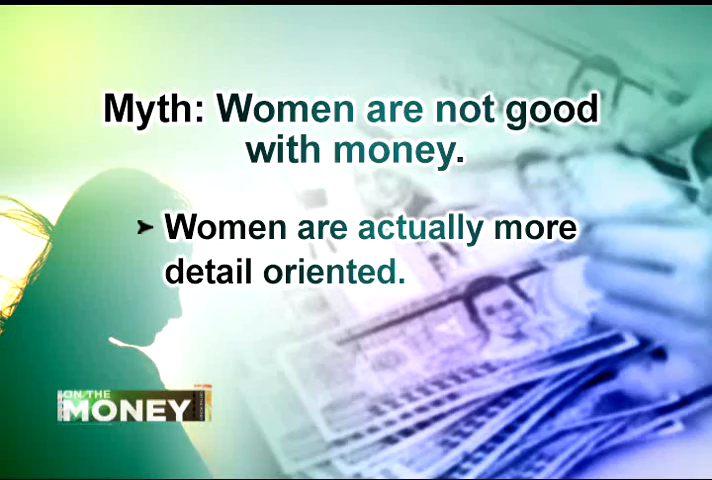 Myth: Women are not good
with money.
➤ Women are actually more
detail oriented.
ON THE
MONEY